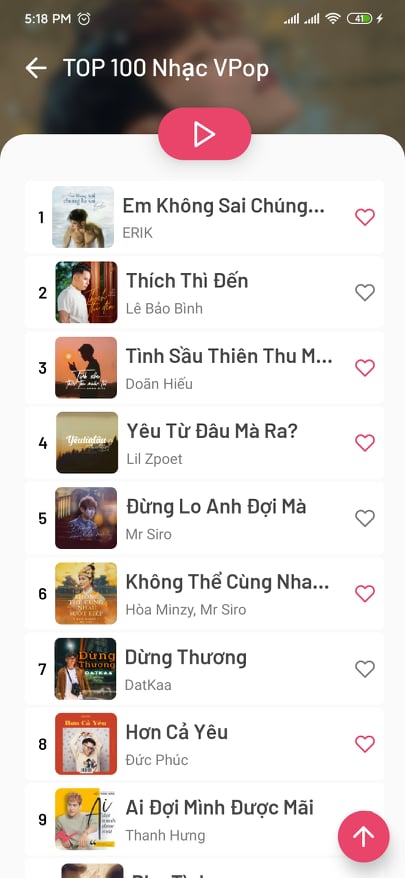 5:18 PM
41
TOP 100 Nhạc VPop
1
Em Không Sai Chúng...
ERIK
2
Thích Thì Đến
Lê Bảo Bình
3
Tình Sầu Thiên Thu M...
Doãn Hiếu
4
Yêu Từ Đâu Mà Ra?
Lil Zpoet
5
Đừng Lo Anh Đợi Mà
Mr Siro
6
Không Thể Cùng Nha...
Hòa Minzy, Mr Siro
7
Dừng Thương
DatKaa
8
Hơn Cả Yêu
Đức Phúc
9
Ai Đợi Mình Được Mãi
Thanh Hưng